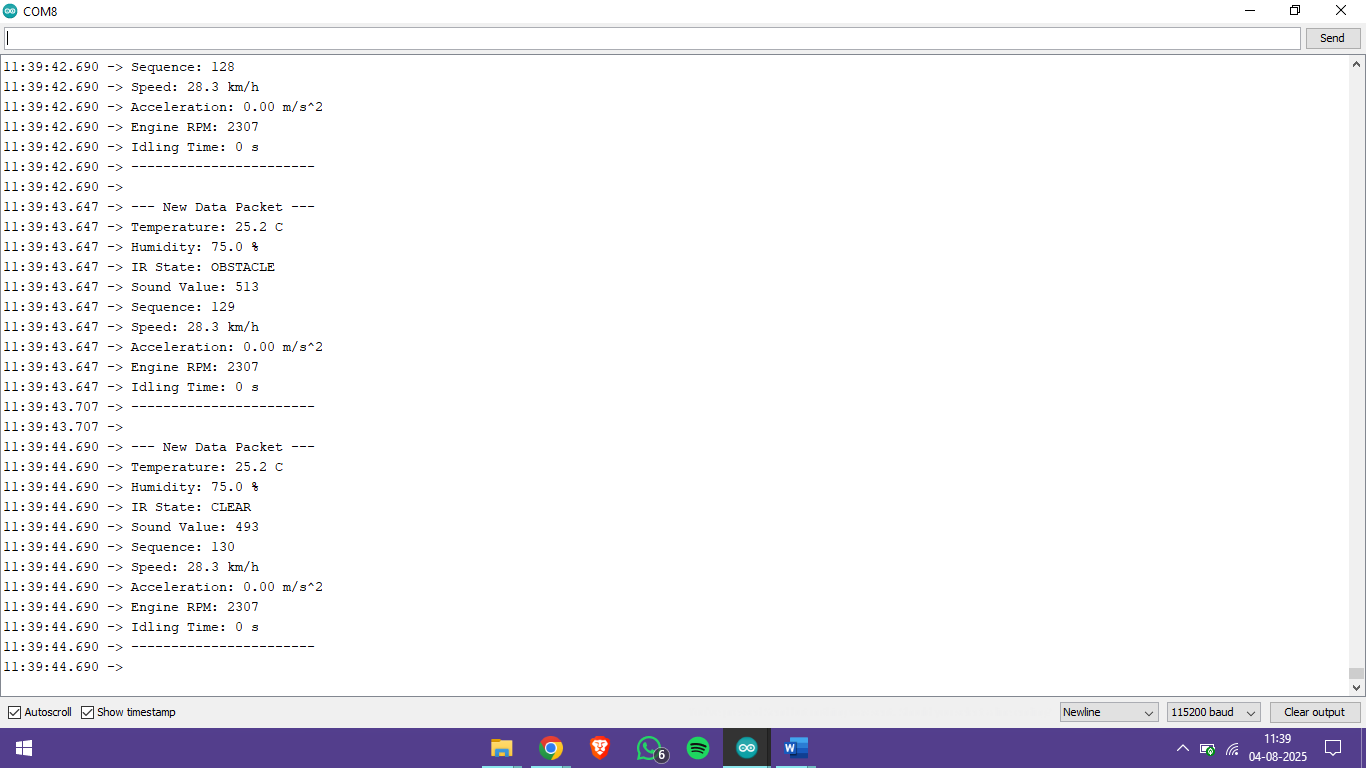 COM8
Send
11:39:42.690 -> Sequence: 128
11:39:42.690 -> Speed: 28.3 km/h
11:39:42.690 -> Acceleration: 0.00 m/s^2
11:39:42.690 -> Engine RPM: 2307
11:39:42.690 -> Idling Time: 0 s
11:39:42.690 -> -----------------------
11:39:42.690 ->
11:39:43.647 -> --- New Data Packet ---
11:39:43.647 -> Temperature: 25.2 C
11:39:43.647 -> Humidity: 75.0 %
11:39:43.647 -> IR State: OBSTACLE
11:39:43.647 -> Sound Value: 513
11:39:43.647 -> Sequence: 129
11:39:43.647 -> Speed: 28.3 km/h
11:39:43.647 -> Acceleration: 0.00 m/s^2
11:39:43.647 -> Engine RPM: 2307
11:39:43.647 -> Idling Time: 0 s
11:39:43.707 -> -----------------------
11:39:43.707 ->
11:39:44.690 -> --- New Data Packet ---
11:39:44.690 -> Temperature: 25.2 C
11:39:44.690 -> Humidity: 75.0 %
11:39:44.690 -> IR State: CLEAR
11:39:44.690 -> Sound Value: 493
11:39:44.690 -> Sequence: 130
11:39:44.690 -> Speed: 28.3 km/h
11:39:44.690 -> Acceleration: 0.00 m/s^2
11:39:44.690 -> Engine RPM: 2307
11:39:44.690 -> Idling Time: 0 s
11:39:44.690 -> -----------------------
11:39:44.690 ->
Autoscroll Show timestamp Newline 115200 baud Clear output
6
W
11:39
04-08-2025